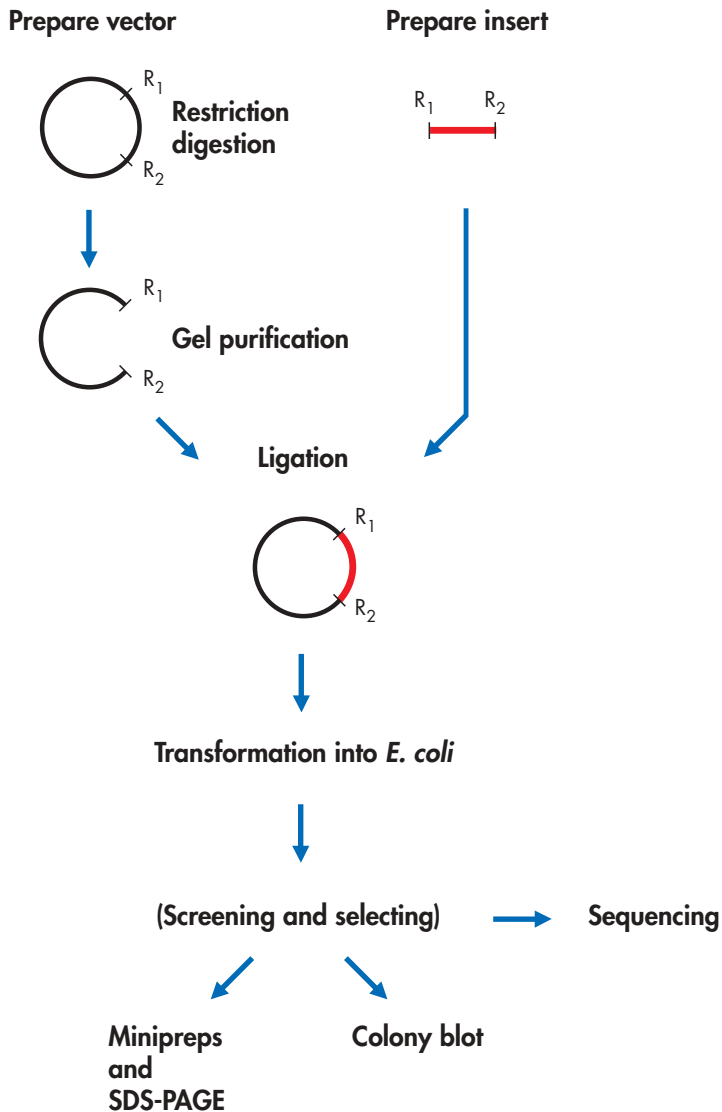 Prepare vector
Prepare insert
R1
Restriction
digestion
R2
R1 R2
R1
Gel purification
R2
Ligation
R1
R2
Transformation into E. coli
(Screening and selecting)
Sequencing
Minipreps
and
SDS-PAGE
Colony blot